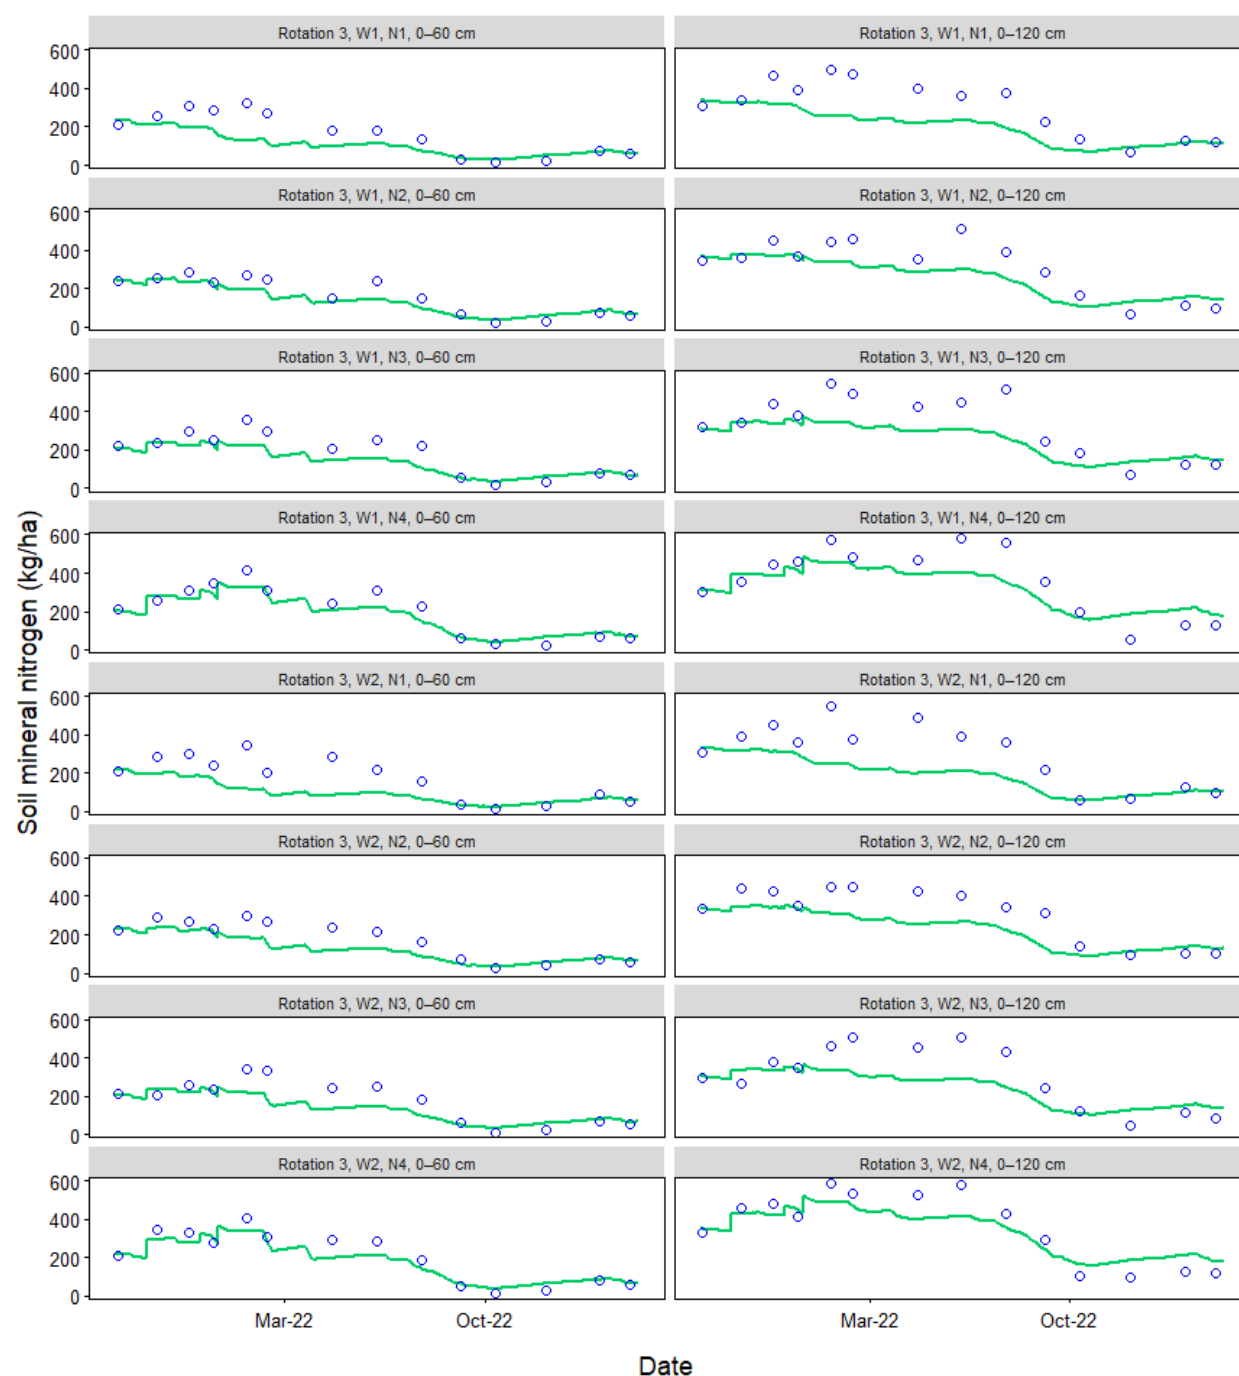 Rotation 3, W1, N1, 0–60 cm
Rotation 3, W1, N1, 0–120 cm
600
400
200
0
Rotation 3, W1, N2, 0–60 cm
Rotation 3, W1, N2, 0–120 cm
600
400
200
0
Rotation 3, W1, N3, 0–60 cm
Rotation 3, W1, N3, 0–120 cm
600
400
200
0
Rotation 3, W1, N4, 0–60 cm
Rotation 3, W1, N4, 0–120 cm
600
400
200
0
Soil mineral nitrogen (kg/ha)
Rotation 3, W2, N1, 0–60 cm
Rotation 3, W2, N1, 0–120 cm
600
400
200
0
Rotation 3, W2, N2, 0–60 cm
Rotation 3, W2, N2, 0–120 cm
600
400
200
0
Rotation 3, W2, N3, 0–60 cm
Rotation 3, W2, N3, 0–120 cm
600
400
200
0
Rotation 3, W2, N4, 0–60 cm
Rotation 3, W2, N4, 0–120 cm
600
400
200
0
Mar-22
Oct-22
Mar-22
Oct-22
Date